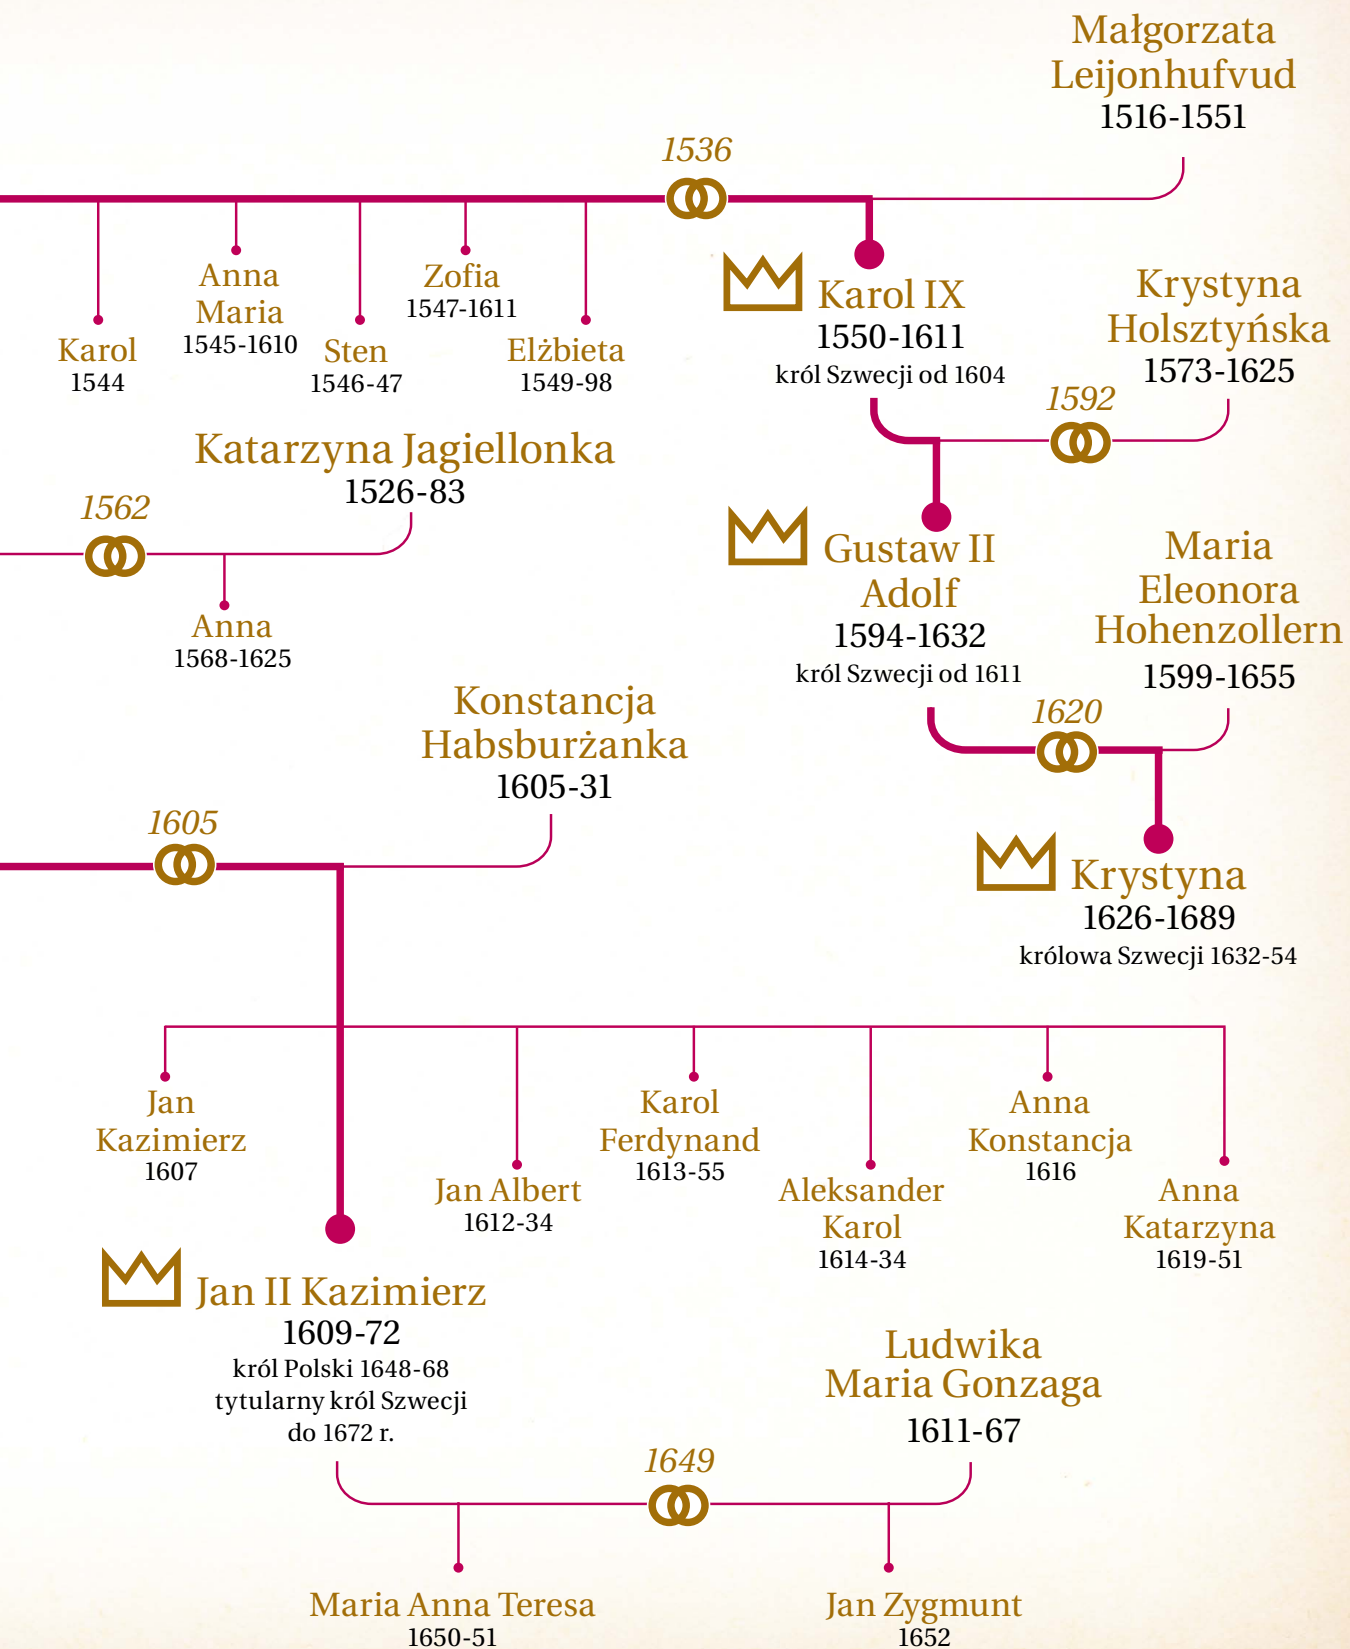 Małgorzata
Leijonhufvud
1516-1551
1536
Karol
1544
Anna
Maria
1545-1610
Sten
1546-47
Zofia
1547-1611
Elżbieta
1549-98
Karol IX
1550-1611
król Szwecji od 1604
Krystyna
Holsztyńska
1573-1625
1592
Katarzyna Jagiellonka
1526-83
1562
Anna
1568-1625
Gustaw II
Adolf
1594-1632
król Szwecji od 1611
Maria
Eleonora
Hohenzollern
1599-1655
1620
Konstancja
Habsburżanka
1605-31
1605
Krystyna
1626-1689
królowa Szwecji 1632-54
Jan
Kazimierz
1607
Jan Albert
1612-34
Karol
Ferdynand
1613-55
Aleksander
Karol
1614-34
Anna
Konstancja
1616
Anna
Katarzyna
1619-51
Jan II Kazimierz
1609-72
król Polski 1648-68
tytularny król Szwecji
do 1672 r.
Ludwika
Maria Gonzaga
1611-67
1649
Maria Anna Teresa
1650-51
Jan Zygmunt
1652